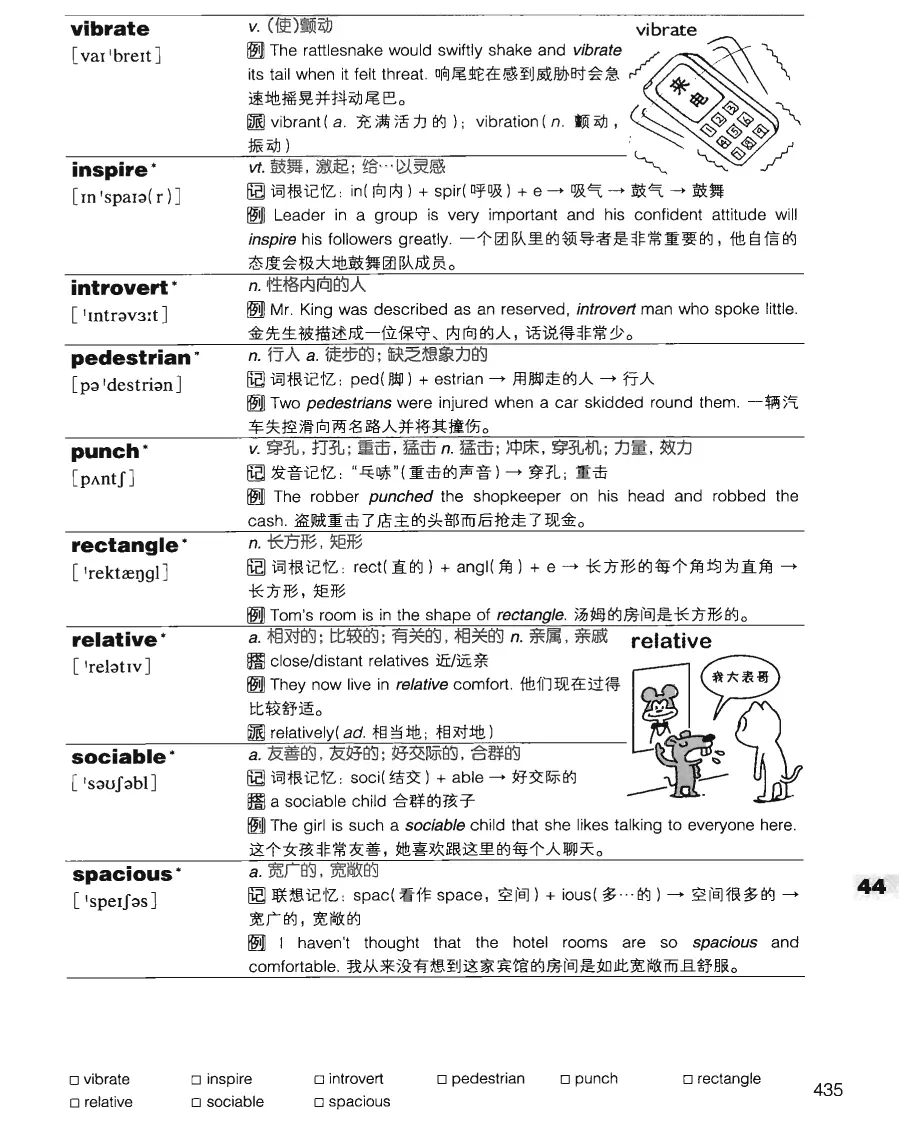 vibrate
[vaɪˈbreɪt]
v. (使)颤动
例 The rattlesnake would swiftly shake and vibrate
its tail when it felt threat. 响尾蛇在感到威胁时会急
速地摇晃并抖动尾巴。
派 vibrant(a. 充满活力的); vibration(n. 颤动,
振动)
vibrate
来电
1 2 3 4 5 6 7 8 9
inspire*
[ɪnˈspaɪə(r)]
vt. 鼓舞, 激起; 给…以灵感
记 词根记忆: in(向内) + spir(呼吸) + e → 吸气 → 鼓气 → 鼓舞
例 Leader in a group is very important and his confident attitude will
inspire his followers greatly. 一个团队里的领导者是非常重要的, 他自信的
态度会极大地鼓舞团队成员。
introvert*
[ˈɪntrəvɜːt]
n. 性格内向的人
例 Mr. King was described as an reserved, introvert man who spoke little.
金先生被描述成一位保守、内向的人, 话说得非常少。
pedestrian*
[pəˈdestriən]
n. 行人 a. 徒步的; 缺乏想象力的
记 词根记忆: ped(脚) + estrian → 用脚走的人 → 行人
例 Two pedestrians were injured when a car skidded round them. 一辆汽
车失控滑向两名路人并将其撞伤。
punch*
[pʌntʃ]
v. 穿孔, 打孔; 重击, 猛击 n. 猛击; 冲床, 穿孔机; 力量, 效力
记 发音记忆: “乓哧”(重击的声音) → 穿孔; 重击
例 The robber punched the shopkeeper on his head and robbed the
cash. 盗贼重击了店主的头部而后抢走了现金。
rectangle*
[ˈrektæŋgl]
n. 长方形, 矩形
记 词根记忆: rect(直的) + angl(角) + e → 长方形的每个角均为直角 →
长方形, 矩形
例 Tom's room is in the shape of rectangle. 汤姆的房间是长方形的。
relative*
[ˈrelətɪv]
a. 相对的; 比较的; 有关的, 相关的 n. 亲属, 亲戚
搭 close/distant relatives 近/远亲
例 They now live in relative comfort. 他们现在过得
比较舒适。
派 relatively(ad. 相当地; 相对地)
relative
我大表哥
sociable*
[ˈsəʊʃəbl]
a. 友善的, 友好的; 好交际的, 合群的
记 词根记忆: soci(结交) + able → 好交际的
搭 a sociable child 合群的孩子
例 The girl is such a sociable child that she likes talking to everyone here.
这个女孩非常友善, 她喜欢跟这里的每个人聊天。
spacious*
[ˈspeɪʃəs]
a. 宽广的, 宽敞的
记 联想记忆: spac(看作 space, 空间) + ious(多…的) → 空间很多的 →
宽广的, 宽敞的
例 I haven't thought that the hotel rooms are so spacious and
comfortable. 我从来没有想到这家宾馆的房间是如此宽敞而且舒服。
44
□ vibrate □ inspire □ introvert □ pedestrian □ punch □ rectangle
□ relative □ sociable □ spacious
435